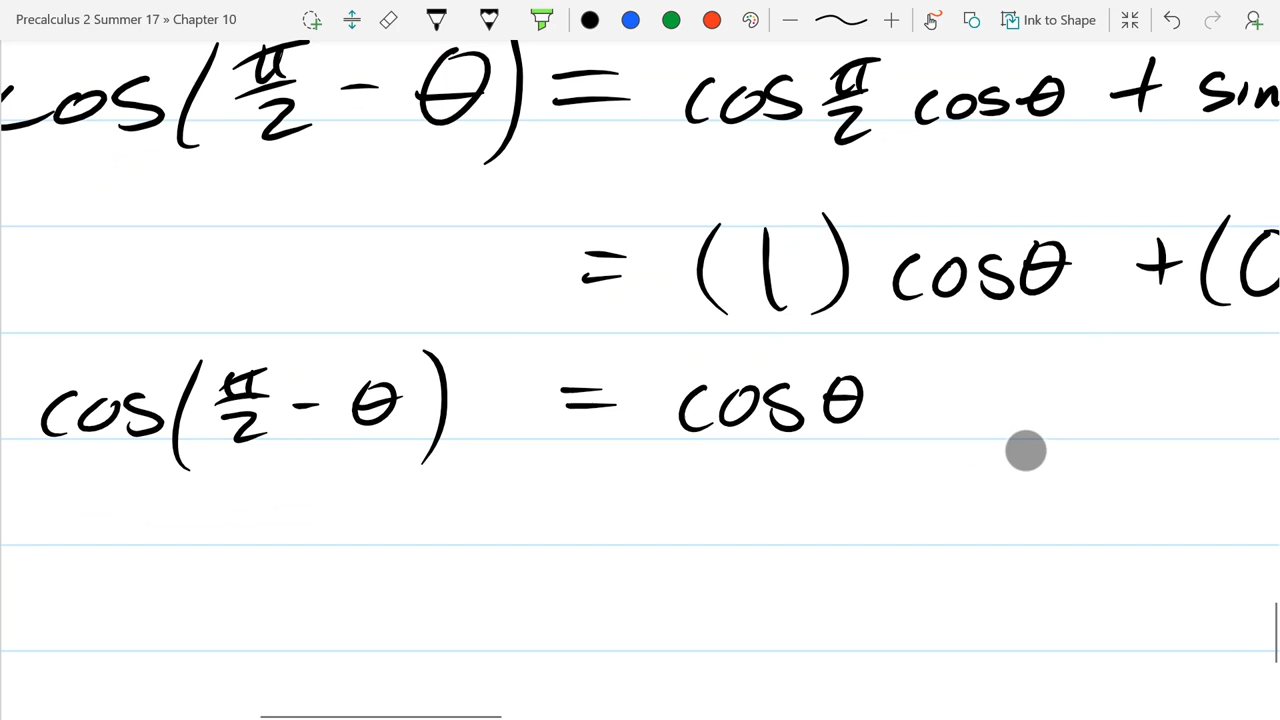 Precalculus 2 Summer 17 » Chapter 10 Ink to Shape
cos(π/2 - θ) = cos π/2 cosθ + sin
= (1) cosθ + (0
cos(π/2 - θ) = cosθ